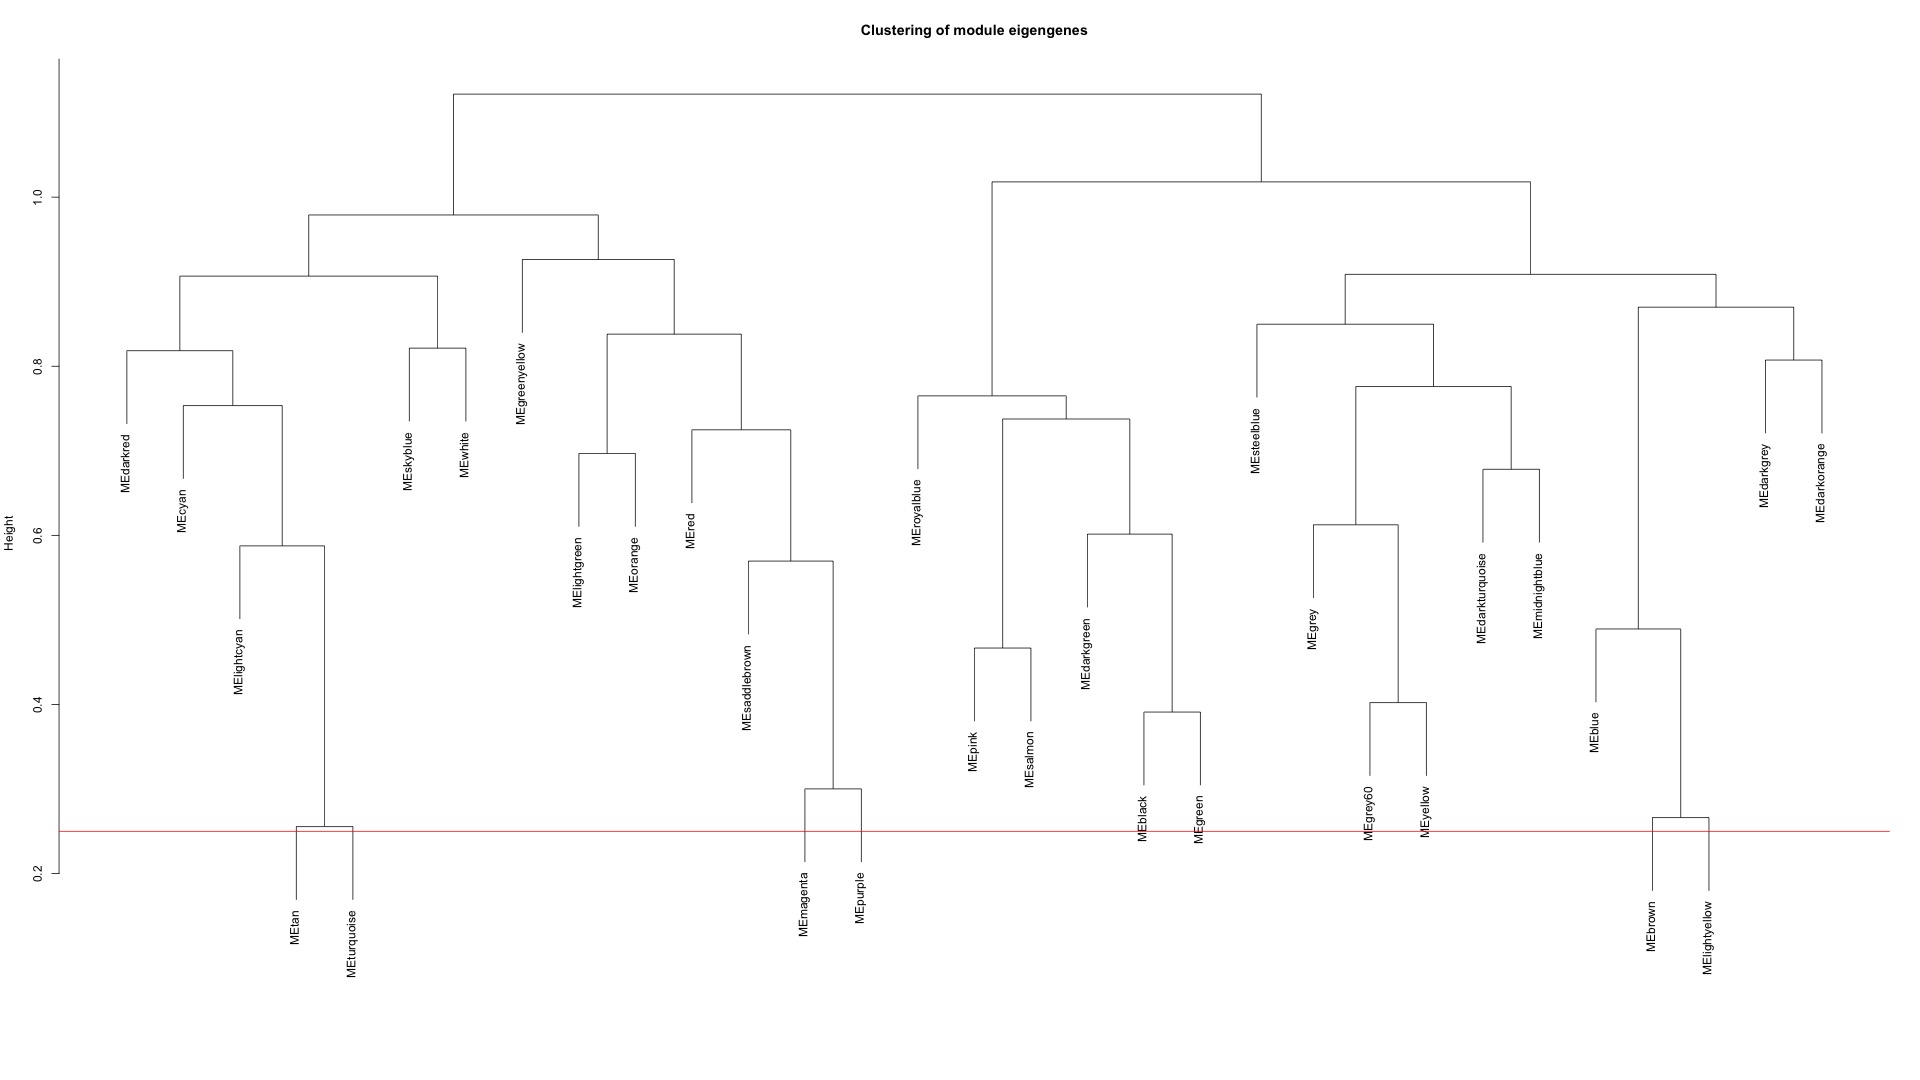 Clustering of module eigengenes
Height
1.0
0.8
0.6
0.4
0.2
MEdarkred
MEcyan
MElightcyan
MEtan
MEturquoise
MEskyblue
MEwhite
MEgreenyellow
MElightgreen
MEorange
MEred
MEsaddlebrown
MEmagenta
MEpurple
MEroyalblue
MEpink
MEsalmon
MEdarkgreen
MEblack
MEgreen
MEsteelblue
MEgrey
MEgrey60
MEyellow
MEdarkturquoise
MEmidnightblue
MEblue
MEbrown
MElightyellow
MEdarkgrey
MEdarkorange